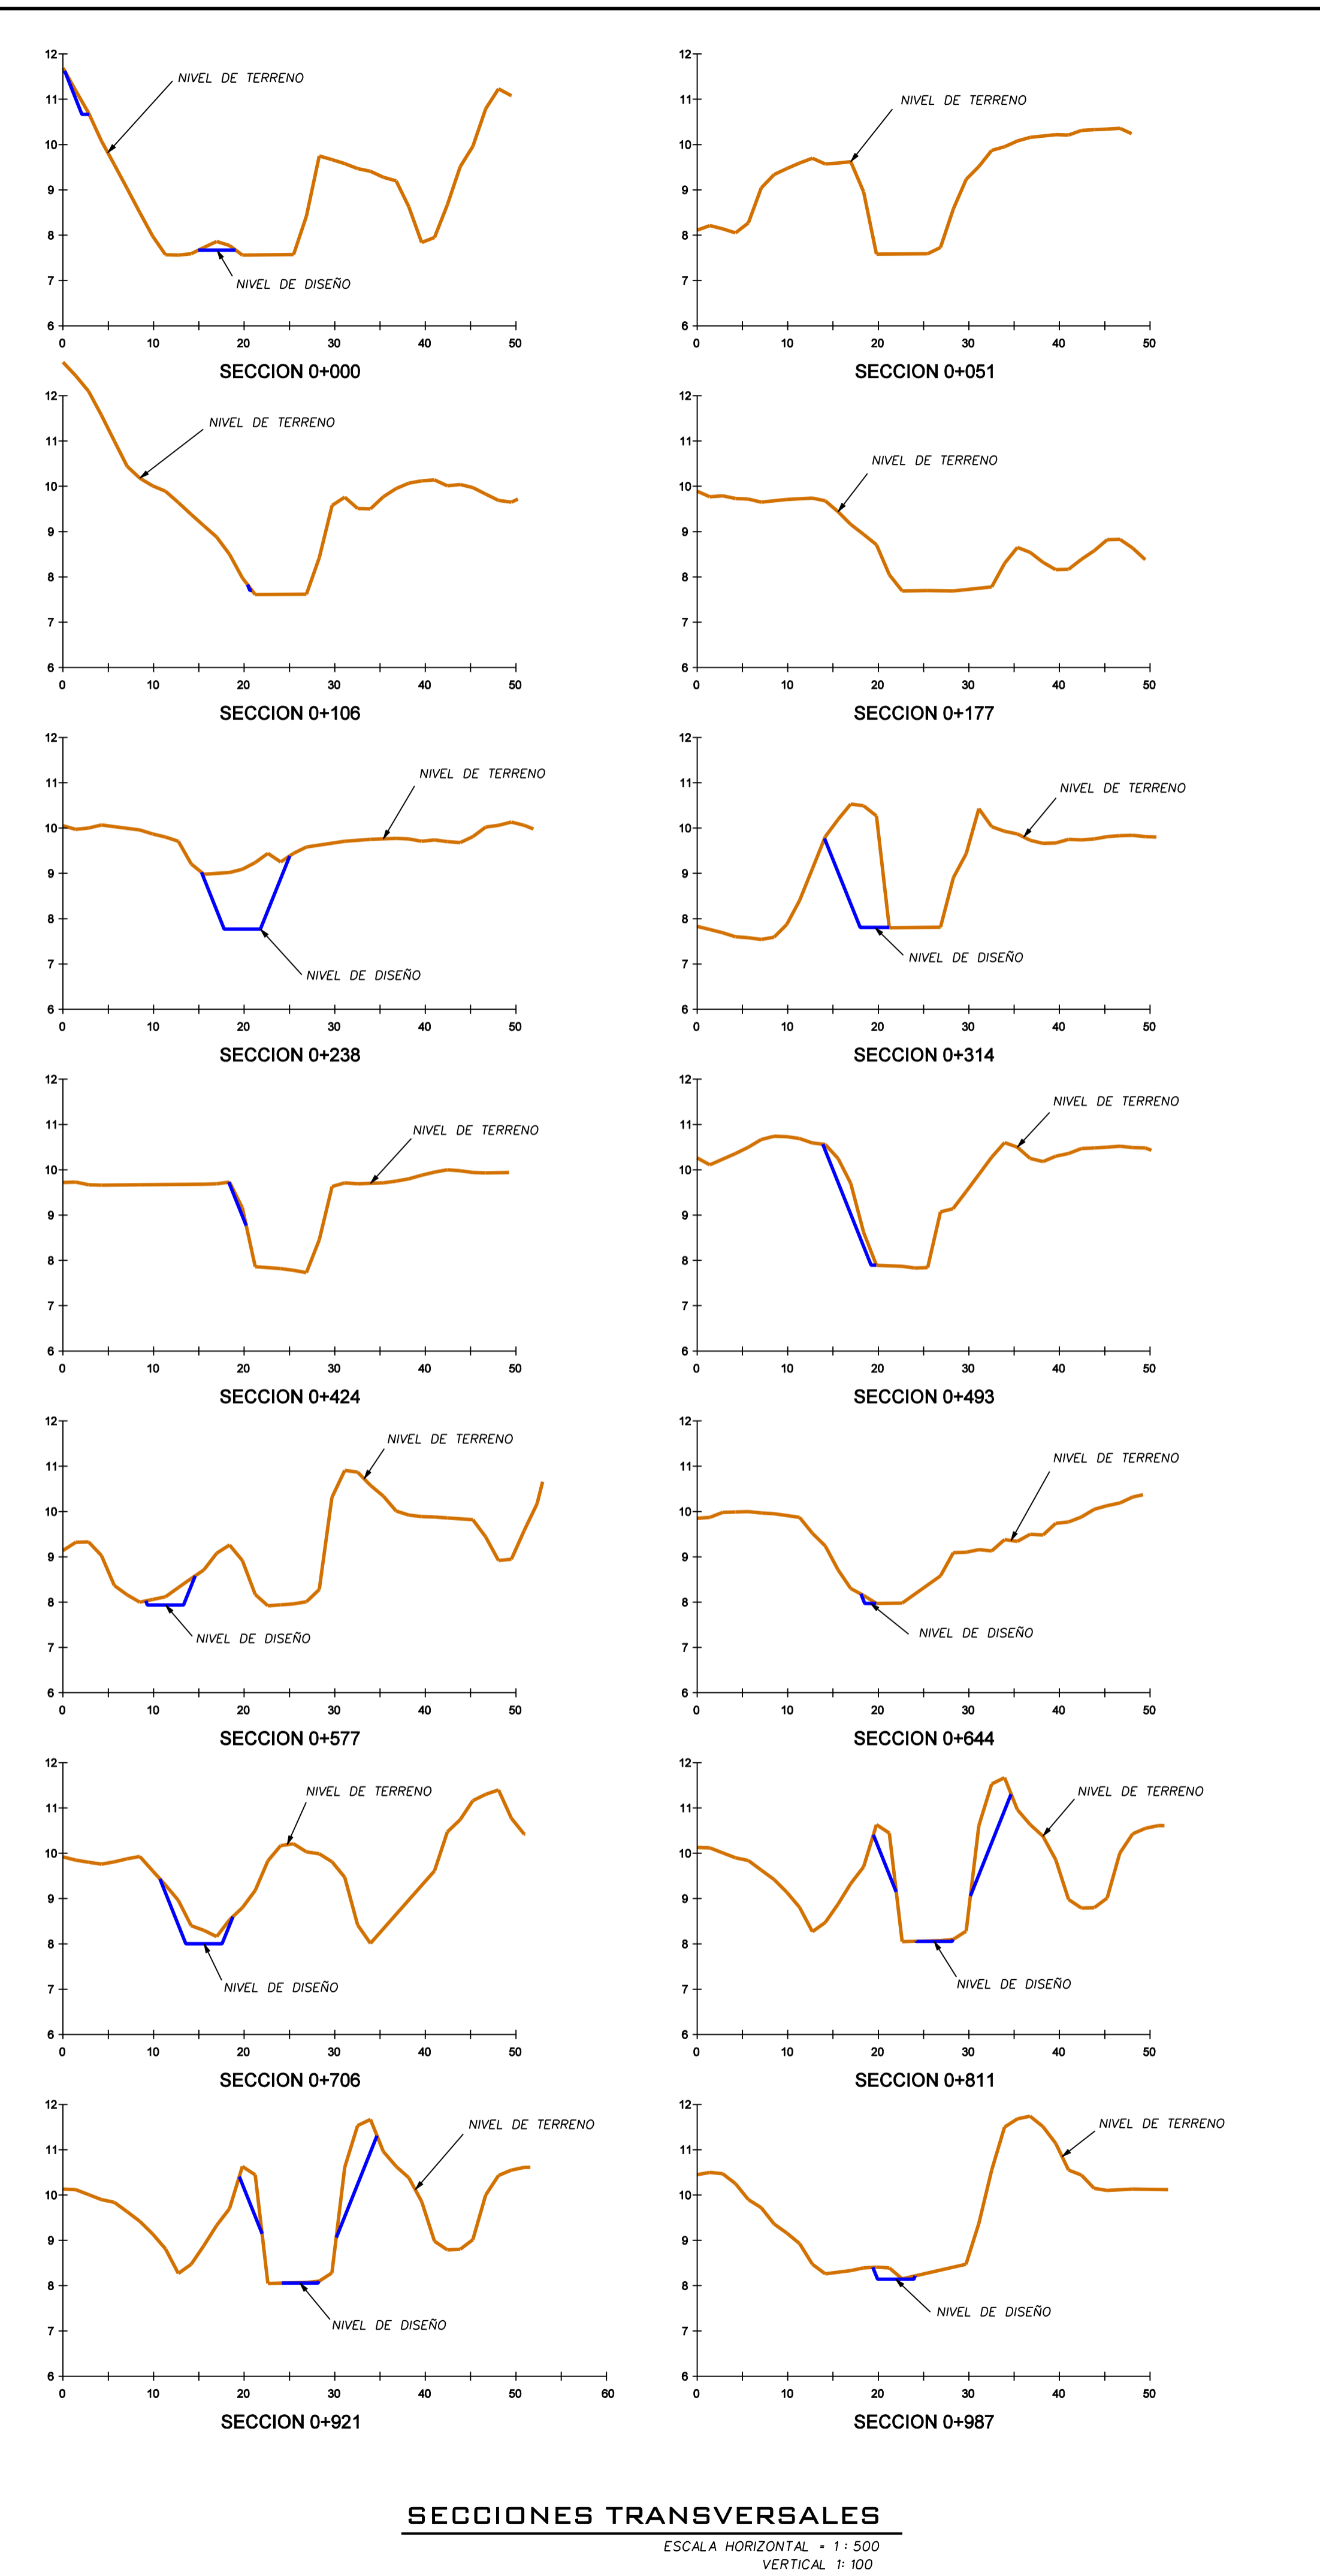 12
11
10
9
8
7
6
0 10 20 30 40 50
NIVEL DE TERRENO
NIVEL DE DISEÑO
SECCION 0+000
12
11
10
9
8
7
6
0 10 20 30 40 50
NIVEL DE TERRENO
SECCION 0+051
12
11
10
9
8
7
6
0 10 20 30 40 50
NIVEL DE TERRENO
SECCION 0+106
12
11
10
9
8
7
6
0 10 20 30 40 50
NIVEL DE TERRENO
SECCION 0+177
12
11
10
9
8
7
6
0 10 20 30 40 50
NIVEL DE TERRENO
NIVEL DE DISEÑO
SECCION 0+238
12
11
10
9
8
7
6
0 10 20 30 40 50
NIVEL DE TERRENO
NIVEL DE DISEÑO
SECCION 0+314
12
11
10
9
8
7
6
0 10 20 30 40 50
NIVEL DE TERRENO
SECCION 0+424
12
11
10
9
8
7
6
0 10 20 30 40 50
NIVEL DE TERRENO
SECCION 0+493
12
11
10
9
8
7
6
0 10 20 30 40 50
NIVEL DE TERRENO
NIVEL DE DISEÑO
SECCION 0+577
12
11
10
9
8
7
6
0 10 20 30 40 50
NIVEL DE TERRENO
NIVEL DE DISEÑO
SECCION 0+644
12
11
10
9
8
7
6
0 10 20 30 40 50
NIVEL DE TERRENO
NIVEL DE DISEÑO
SECCION 0+706
12
11
10
9
8
7
6
0 10 20 30 40 50
NIVEL DE TERRENO
NIVEL DE DISEÑO
SECCION 0+811
12
11
10
9
8
7
6
0 10 20 30 40 50 60
NIVEL DE TERRENO
NIVEL DE DISEÑO
SECCION 0+921
12
11
10
9
8
7
6
0 10 20 30 40 50
NIVEL DE TERRENO
NIVEL DE DISEÑO
SECCION 0+987
SECCIONES TRANSVERSALES
ESCALA HORIZONTAL = 1 : 500
VERTICAL 1: 100